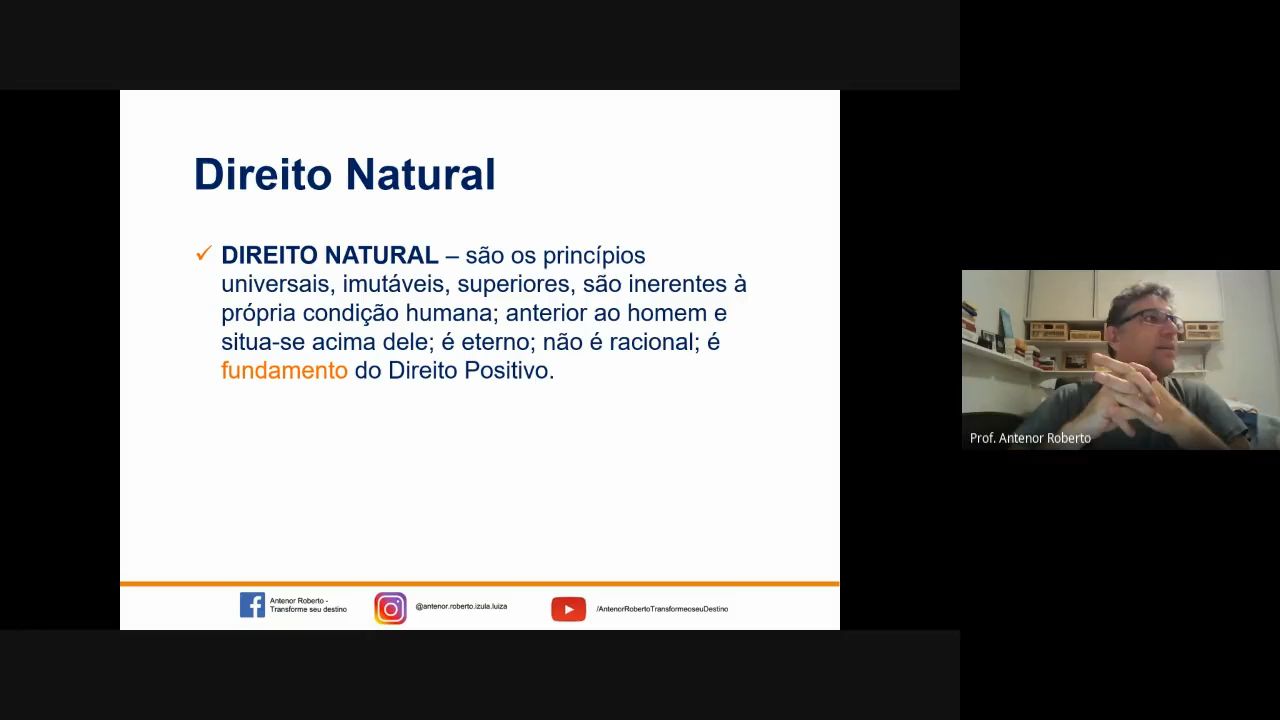 Direito Natural
✓ DIREITO NATURAL – são os princípios
universais, imutáveis, superiores, são inerentes à
própria condição humana; anterior ao homem e
situa-se acima dele; é eterno; não é racional; é
fundamento do Direito Positivo.
Prof. Antenor Roberto
Antenor Roberto -
Transforme seu destino
@antenor.roberto.izula.luiza
/AntenorRobertoTransformeoseuDestino